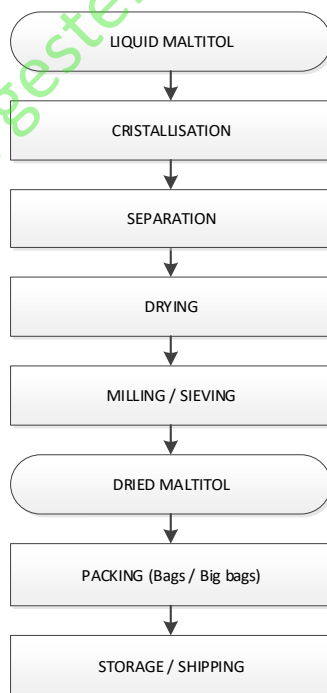 LIQUID MALTITOL
CRISTALLISATION
SEPARATION
DRYING
MILLING / SIEVING
DRIED MALTITOL
PACKING (Bags / Big bags)
STORAGE / SHIPPING